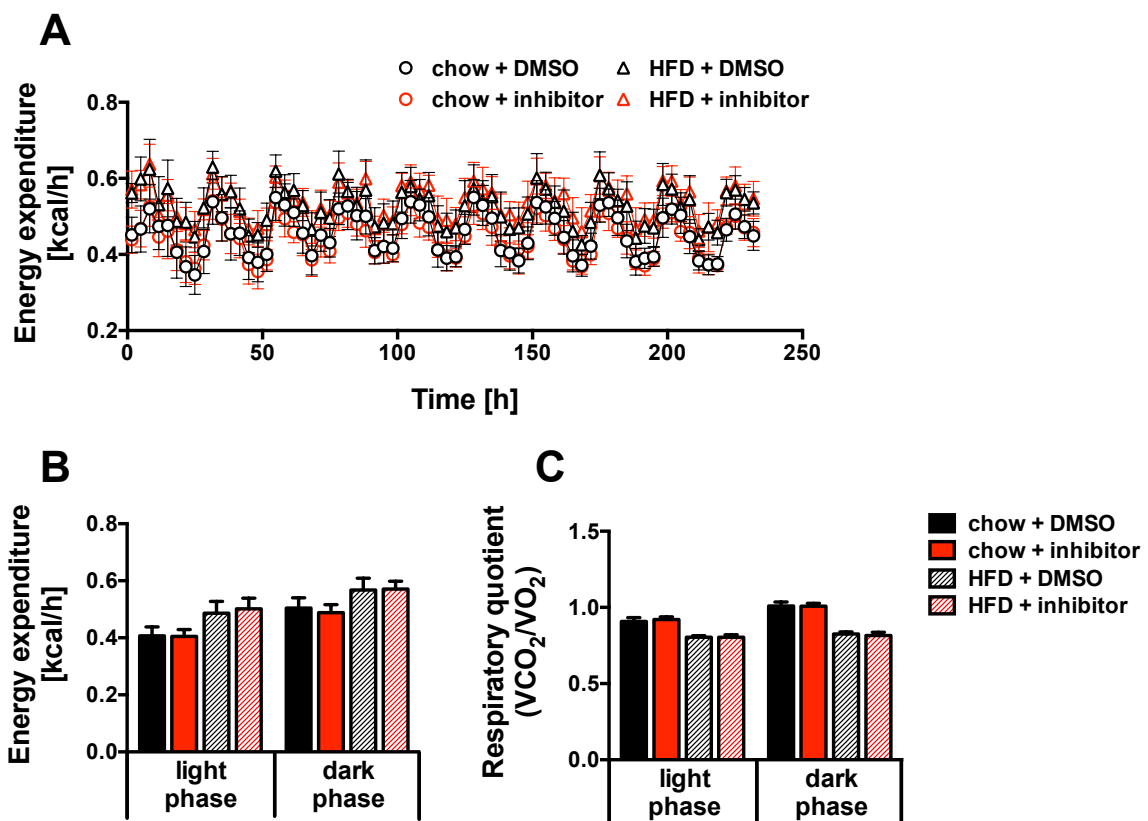 A
chow + DMSO
HFD + DMSO
chow + inhibitor
HFD + inhibitor
Energy expenditure
[kcal/h]
0.8
0.6
0.4
0.2
0
50
100
150
200
250
Time [h]
B
Energy expenditure
[kcal/h]
0.8
0.6
0.4
0.2
0.0
light
phase
dark
phase
C
Respiratory quotient
(VCO₂/VO₂)
1.5
1.0
0.5
0.0
light
phase
dark
phase
chow + DMSO
chow + inhibitor
HFD + DMSO
HFD + inhibitor